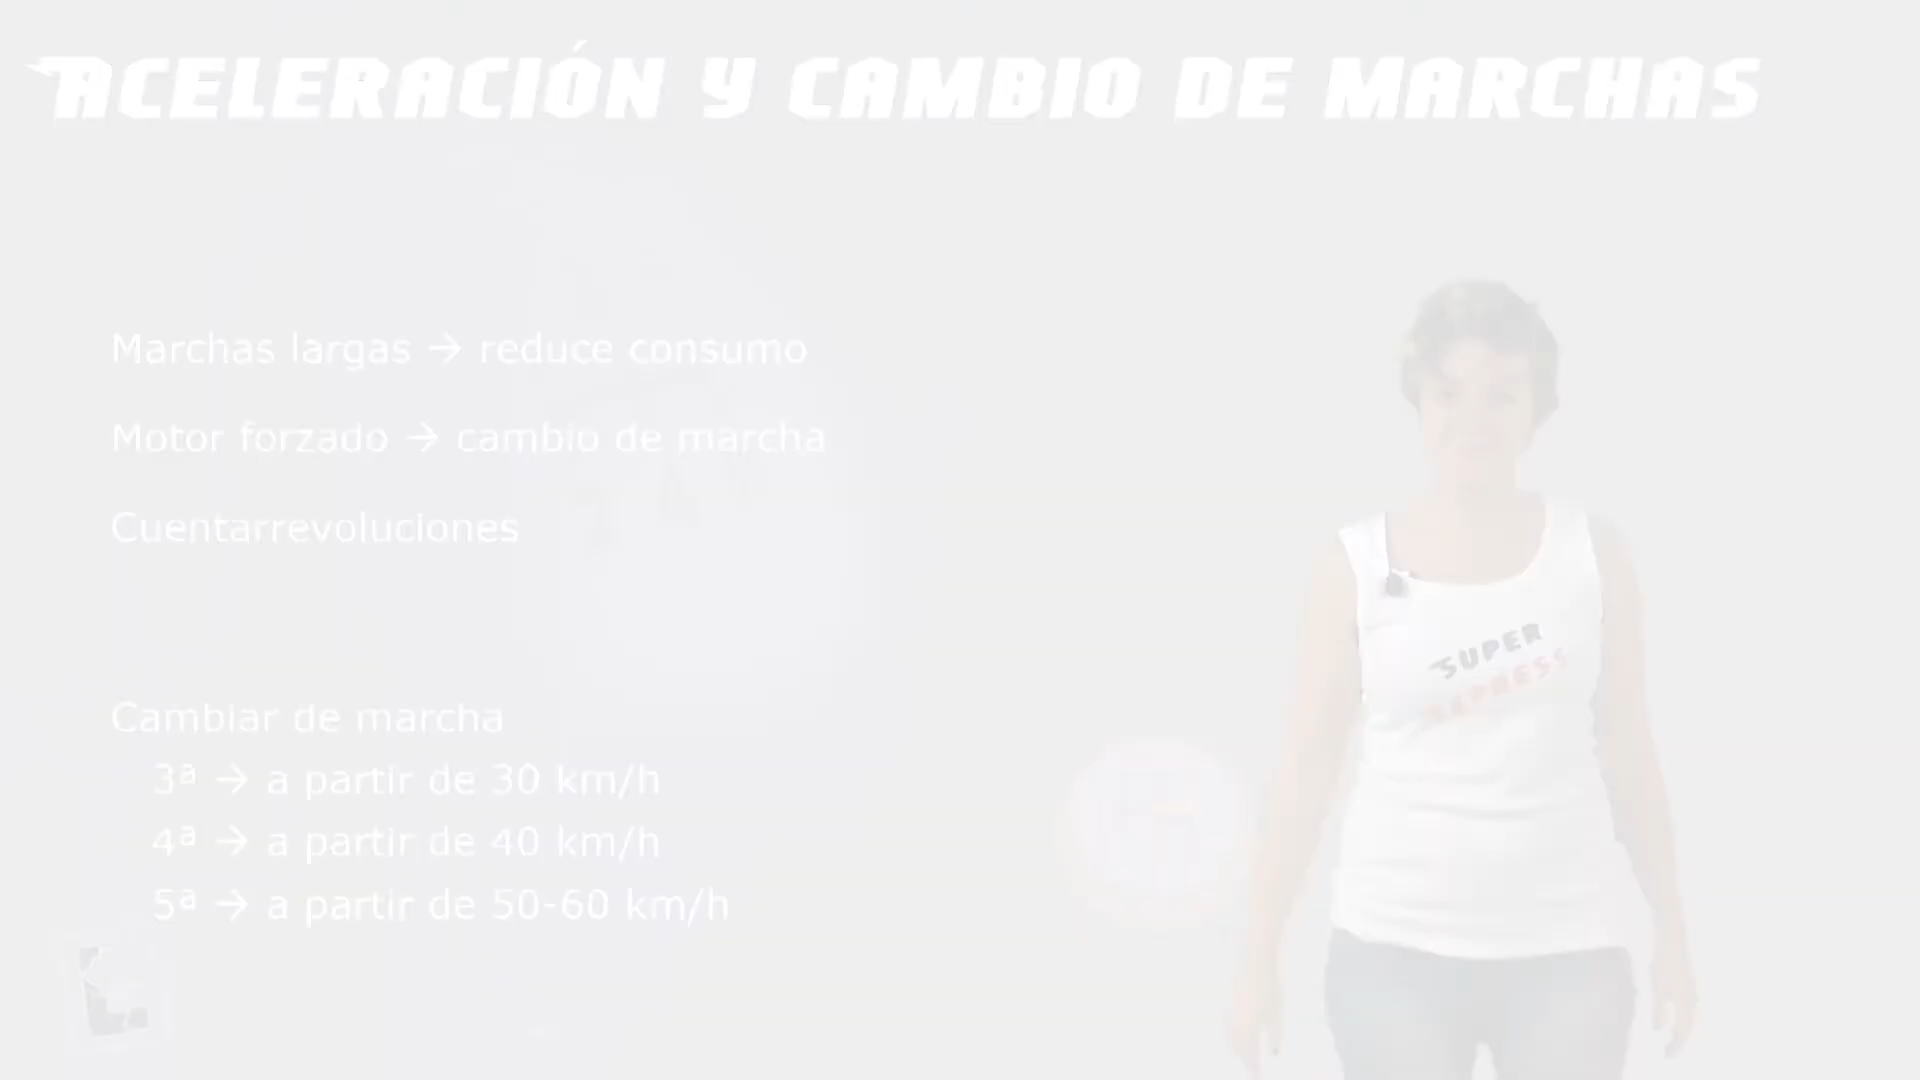 ACELERACIÓN Y CAMBIO DE MARCHAS
Marchas largas → reduce consumo
Motor forzado → cambio de marcha
Cuentarrevoluciones
Cambiar de marcha
3ª → a partir de 30 km/h
4ª → a partir de 40 km/h
5ª → a partir de 50-60 km/h
SUPER